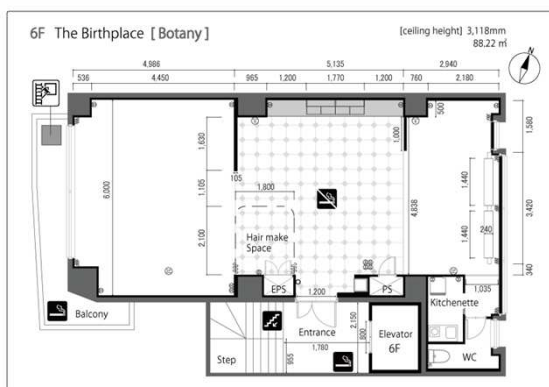 6F The Birthplace [ Botany ]
[ceiling height] 3,118mm
88.22 ㎡
N
4,986 5,135 2,940
536 4,450 965 1,200 1,770 1,200 760 2,180
500
1,580
1,630
1,000
105
6,000
1,105
1,800
4,838
1,440
3,420
2,100
1,440
240
Hair make
Space
340
EPS
1,200
PS
1,035
Kitchenette
Balcony
Entrance
2,150
900
Elevator
6F
1,780
Step
955
WC